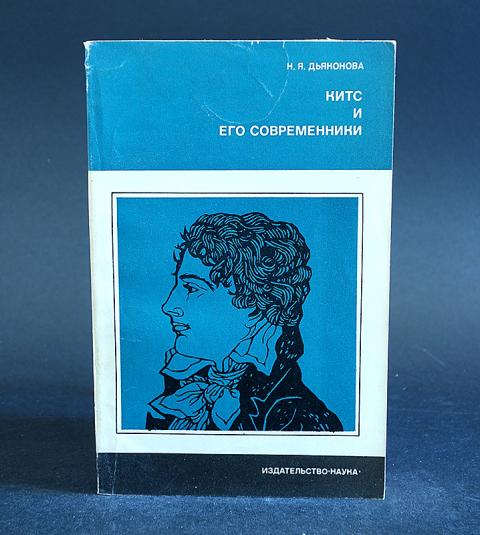 Н. Я. ДЬЯКОНОВА
КИТС
И
ЕГО СОВРЕМЕННИКИ
ИЗДАТЕЛЬСТВО·НАУКА·